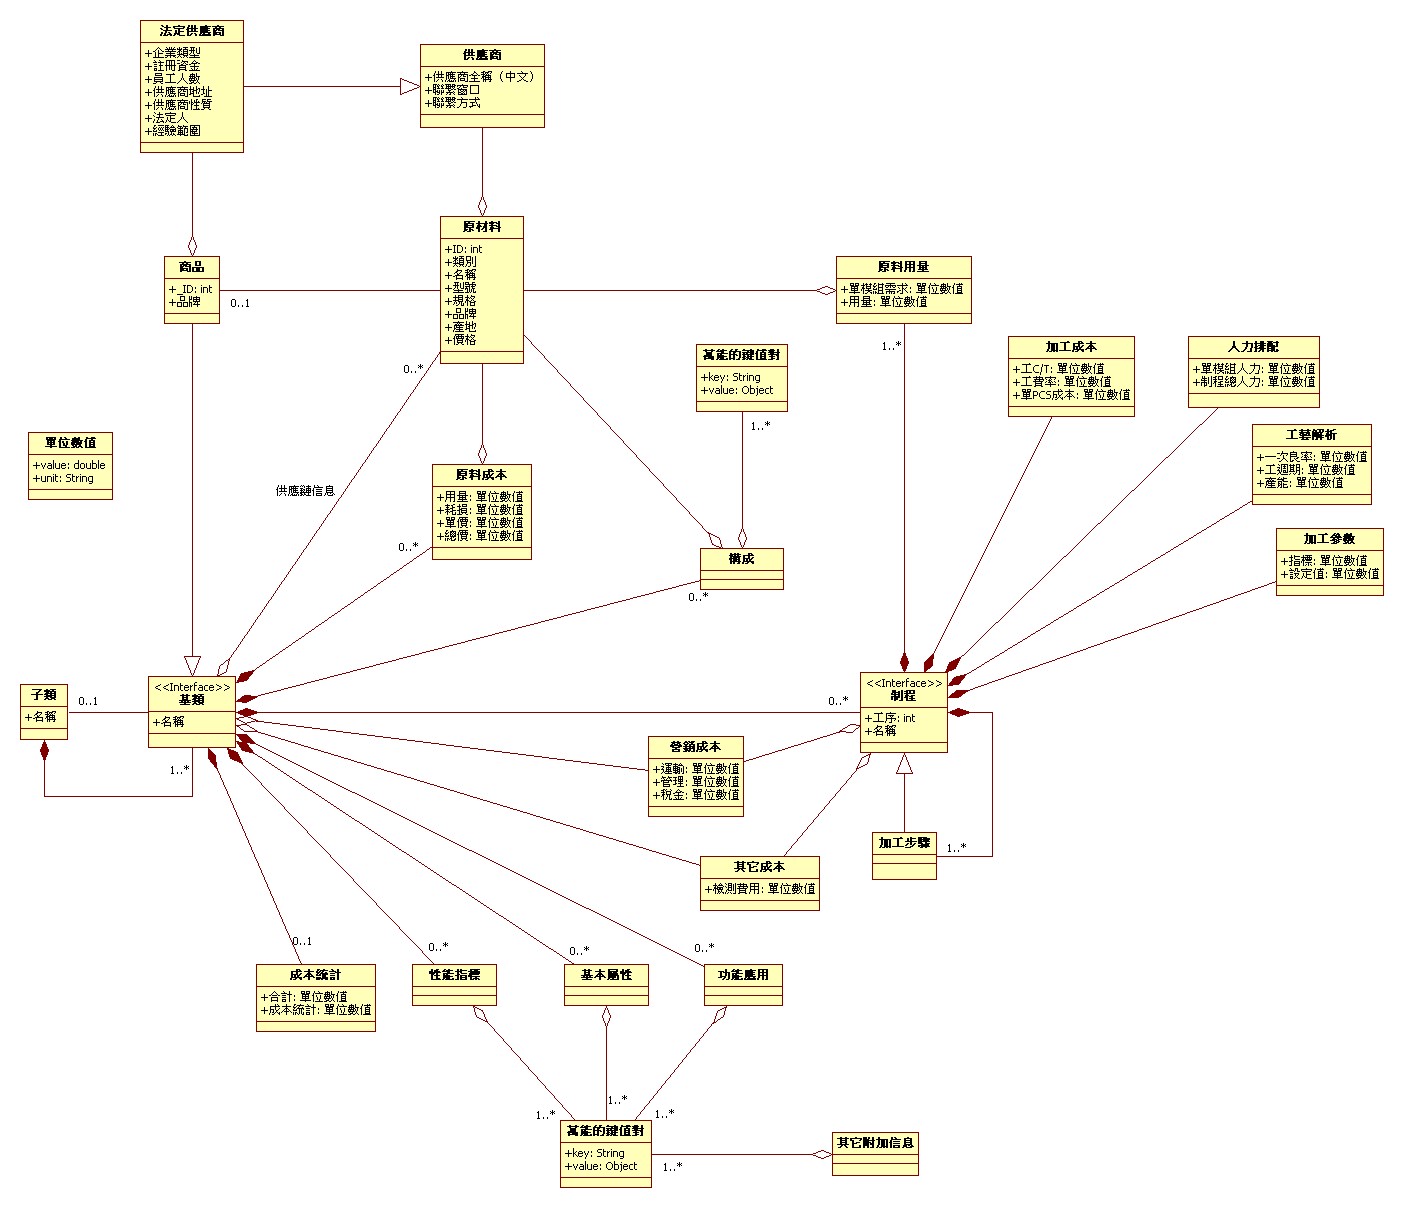 法定供應商
+企業類型
+註冊資金
+員工人數
+供應商地址
+供應商性質
+法定人
+經驗範圍
供應商
+供應商全稱（中文）
+聯繫窗口
+聯繫方式
原材料
+ID: int
+類別
+名稱
+型號
+規格
+品牌
+產地
+價格
商品
+_ID: int
+品牌
0..1
原料用量
+單模組需求: 單位數值
+用量: 單位數值
1..*
0..*
萬能的鍵值對
+key: String
+value: Object
1..*
加工成本
+工C/T: 單位數值
+工費率: 單位數值
+單PCS成本: 單位數值
人力排配
+單模組人力: 單位數值
+制程總人力: 單位數值
工藝解析
+一次良率: 單位數值
+工週期: 單位數值
+產能: 單位數值
加工參數
+指標: 單位數值
+設定值: 單位數值
單位數值
+value: double
+unit: String
供應鏈信息
原料成本
+用量: 單位數值
+耗損: 單位數值
+單價: 單位數值
+總價: 單位數值
0..*
構成
0..*
子類
+名稱
0..1
<<Interface>>
基類
+名稱
1..*
0..*
<<Interface>>
制程
+工序: int
+名稱
營銷成本
+運輸: 單位數值
+管理: 單位數值
+稅金: 單位數值
加工步驟
1..*
其它成本
+檢測費用: 單位數值
0..1
0..*
0..*
0..*
成本統計
+合計: 單位數值
+成本統計: 單位數值
性能指標
基本屬性
功能應用
1..*
1..*
1..*
萬能的鍵值對
+key: String
+value: Object
1..*
其它附加信息